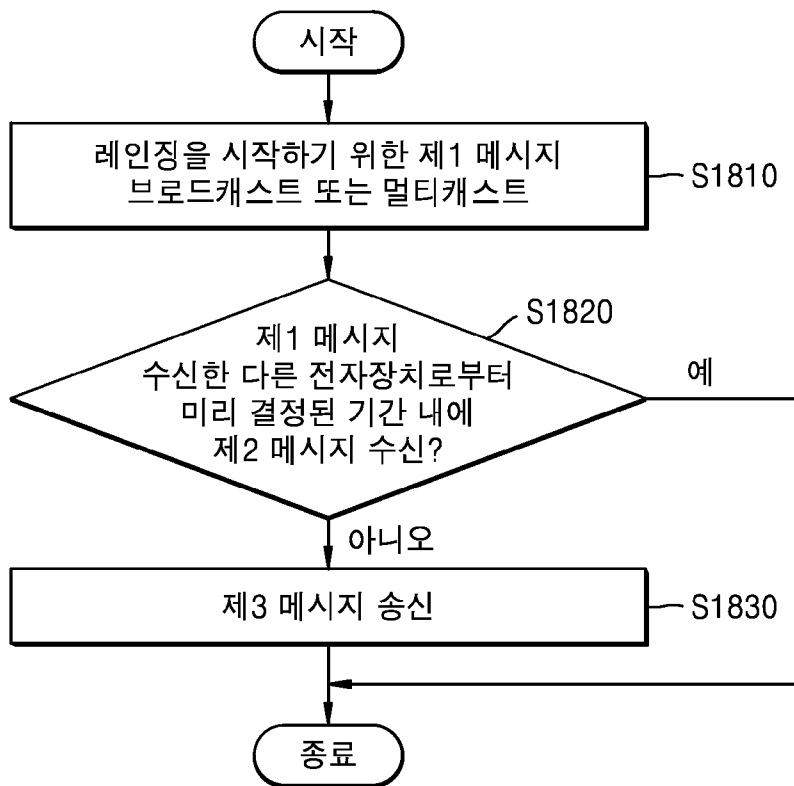 시작
레인징을 시작하기 위한 제1 메시지
브로드캐스트 또는 멀티캐스트
S1810
S1820
제1 메시지
수신한 다른 전자장치로부터
미리 결정된 기간 내에
제2 메시지 수신?
예
아니오
제3 메시지 송신
S1830
종료